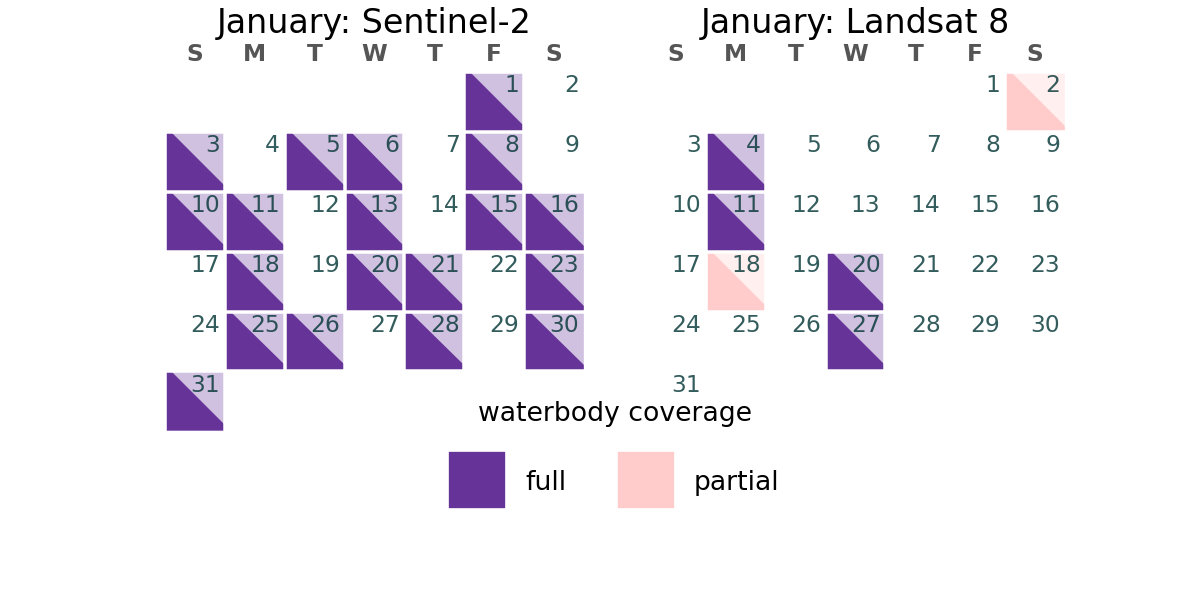 January: Sentinel-2
S M T W T F S
1 2
3 4 5 6 7 8 9
10 11 12 13 14 15 16
17 18 19 20 21 22 23
24 25 26 27 28 29 30
31
January: Landsat 8
S M T W T F S
1 2
3 4 5 6 7 8 9
10 11 12 13 14 15 16
17 18 19 20 21 22 23
24 25 26 27 28 29 30
31
waterbody coverage
full partial